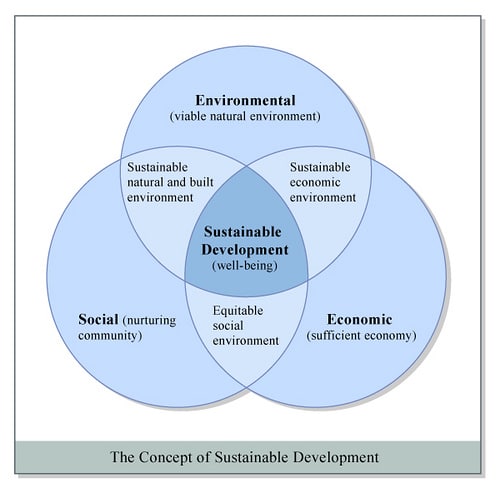 Environmental
(viable natural environment)
Sustainable
natural and built
environment
Sustainable
economic
environment
Sustainable
Development
(well-being)
Social (nurturing
community)
Equitable
social
environment
Economic
(sufficient economy)
The Concept of Sustainable Development